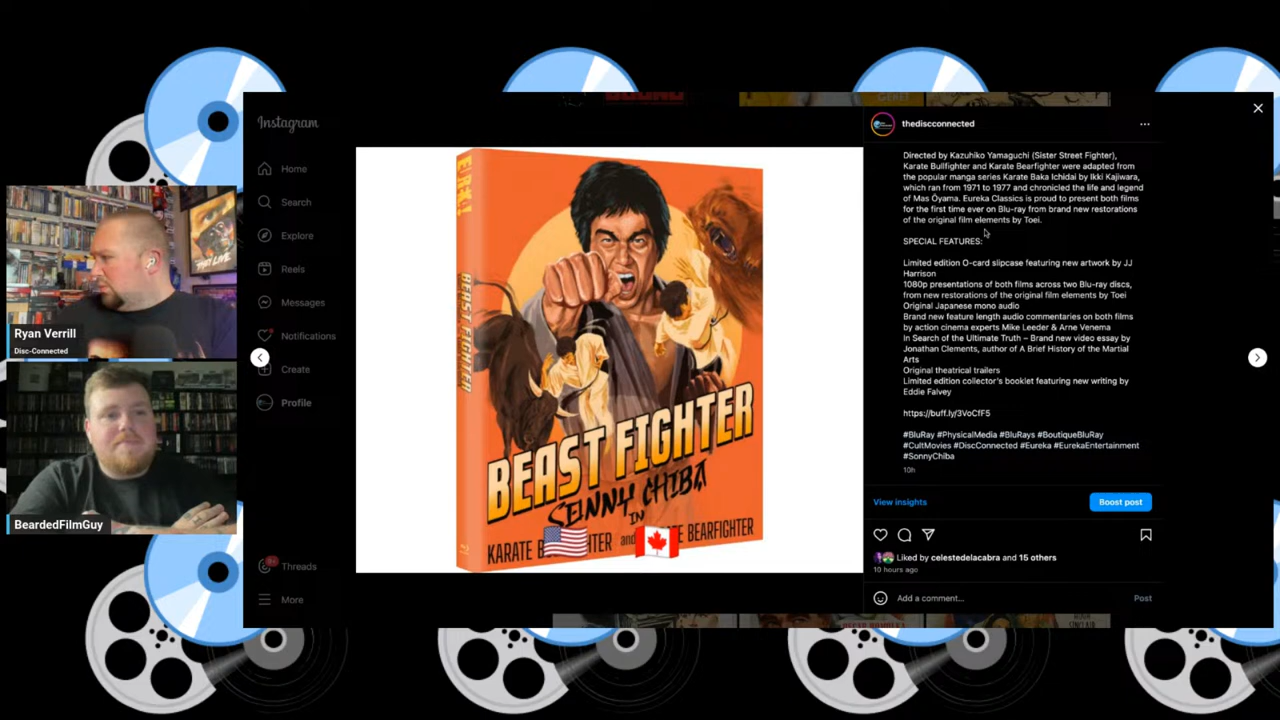 Instagram
Home
Search
Explore
Reels
Messages
Notifications
Create
Profile
Threads
More
Ryan Verrill
Disc-Connected
BeardedFilmGuy
BEAST FIGHTER
BEAST FIGHTER
SONNY CHIBA
IN
KARATE
and
BEARFIGHTER
thediscconnected
Directed by Kazuhiko Yamaguchi (Sister Street Fighter),
Karate Bullfighter and Karate Bearfighter were adapted from
the popular manga series Karate Baka Ichidai by Ikki Kajiwara,
which ran from 1971 to 1977 and chronicled the life and legend
of Mas Ōyama. Eureka Classics is proud to present both films
for the first time ever on Blu-ray from brand new restorations
of the original film elements by Toei.
SPECIAL FEATURES:
Limited edition O-card slipcase featuring new artwork by JJ
Harrison
1080p presentations of both films across two Blu-ray discs,
from new restorations of the original film elements by Toei
Original Japanese mono audio
Brand new feature length audio commentaries on both films
by action cinema experts Mike Leeder & Arne Venema
In Search of the Ultimate Truth – Brand new video essay by
Jonathan Clements, author of A Brief History of the Martial
Arts
Original theatrical trailers
Limited edition collector's booklet featuring new writing by
Eddie Falvey
https://buff.ly/3VoCfF5
#BluRay #PhysicalMedia #BluRays #BoutiqueBluRay
#CultMovies #DiscConnected #Eureka #EurekaEntertainment
#SonnyChiba
10h
View insights
Boost post
Liked by celestedelacabra and 15 others
10 hours ago
Add a comment...
Post